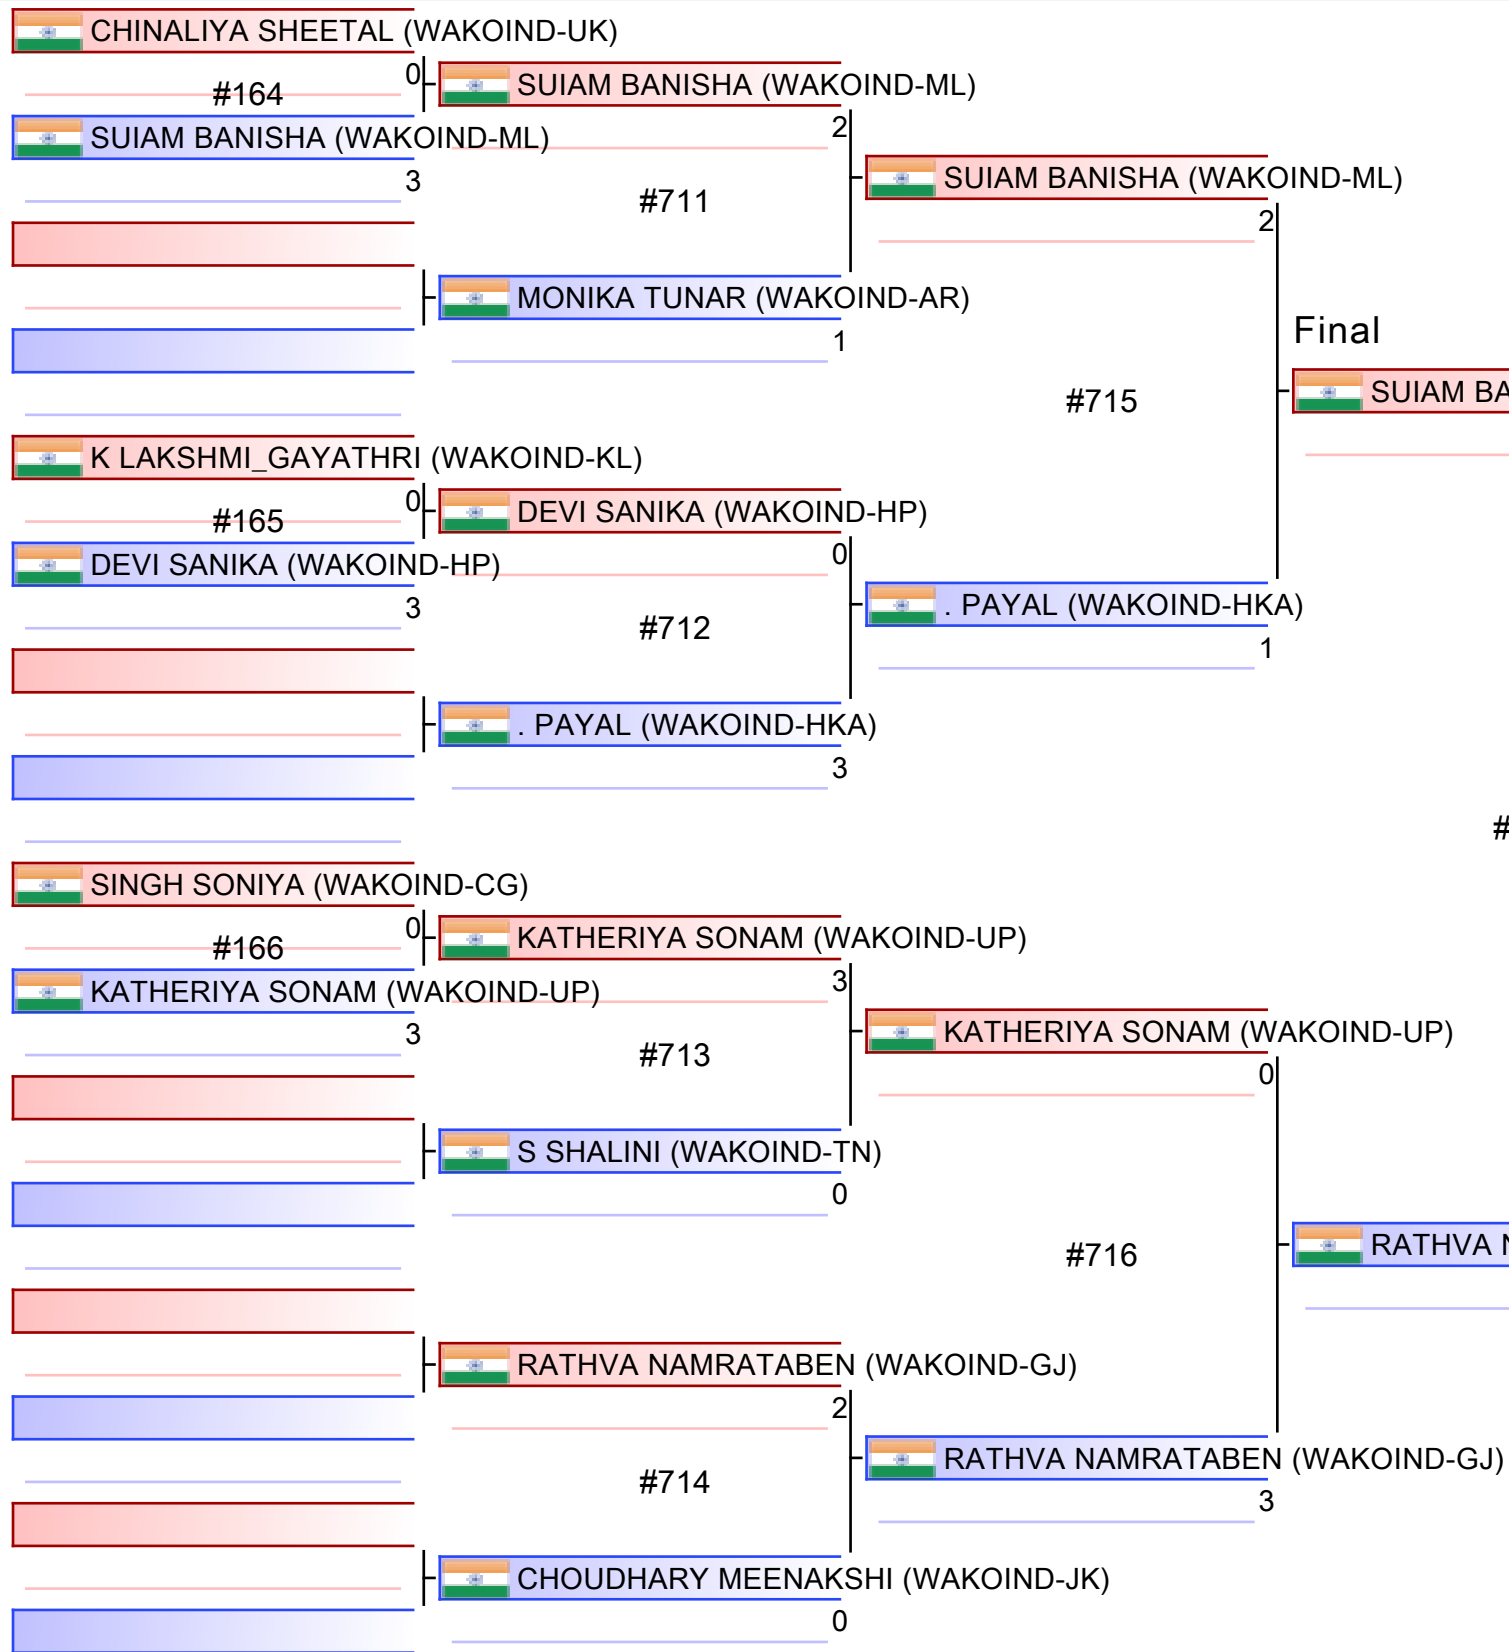 CHINALIYA SHEETAL (WAKOIND-UK)
0
#164
SUIAM BANISHA (WAKOIND-ML)
3
SUIAM BANISHA (WAKOIND-ML)
2
#711
MONIKA TUNAR (WAKOIND-AR)
1
SUIAM BANISHA (WAKOIND-ML)
2
#715
Final
SUIAM BA
K LAKSHMI_GAYATHRI (WAKOIND-KL)
0
#165
DEVI SANIKA (WAKOIND-HP)
3
DEVI SANIKA (WAKOIND-HP)
0
#712
. PAYAL (WAKOIND-HKA)
3
. PAYAL (WAKOIND-HKA)
1
#
SINGH SONIYA (WAKOIND-CG)
0
#166
KATHERIYA SONAM (WAKOIND-UP)
3
KATHERIYA SONAM (WAKOIND-UP)
3
#713
S SHALINI (WAKOIND-TN)
0
KATHERIYA SONAM (WAKOIND-UP)
0
#716
RATHVA N
RATHVA NAMRATABEN (WAKOIND-GJ)
2
#714
CHOUDHARY MEENAKSHI (WAKOIND-JK)
0
RATHVA NAMRATABEN (WAKOIND-GJ)
3